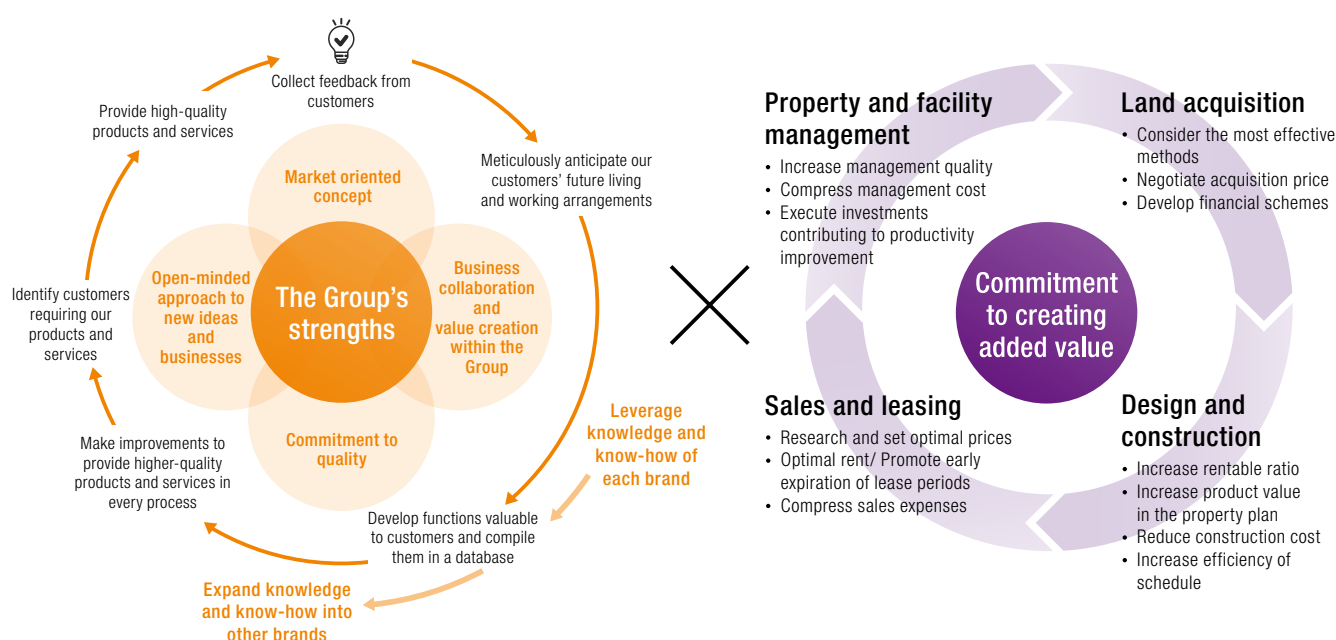 Collect feedback from
customers
Provide high-quality
products and services
Meticulously anticipate our
customers' future living
and working arrangements
Market oriented
concept
Open-minded
approach to
new ideas
and
businesses
The Group's
strengths
Business
collaboration
and
value creation
within the
Group
Identify customers
requiring our
products and
services
Commitment to
quality
Make improvements to
provide higher-quality
products and services in
every process
Leverage
knowledge and
know-how of
each brand
Develop functions valuable
to customers and compile
them in a database
Expand knowledge
and know-how into
other brands
Property and facility
management
• Increase management quality
• Compress management cost
• Execute investments
contributing to productivity
improvement
Land acquisition
• Consider the most effective
methods
• Negotiate acquisition price
• Develop financial schemes
Commitment
to creating
added value
Sales and leasing
• Research and set optimal prices
• Optimal rent/ Promote early
expiration of lease periods
• Compress sales expenses
Design and
construction
• Increase rentable ratio
• Increase product value
in the property plan
• Reduce construction cost
• Increase efficiency of
schedule